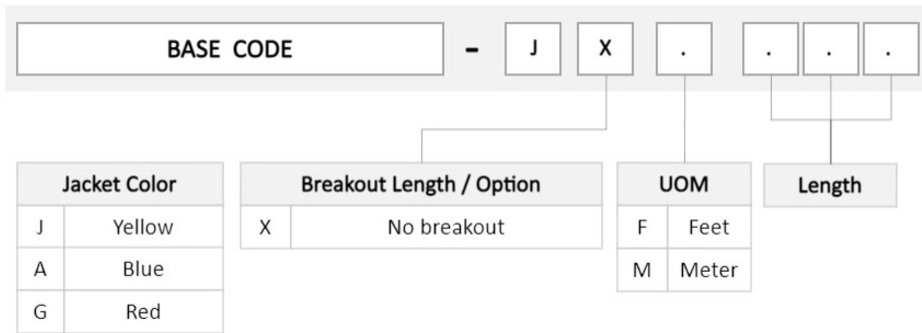 BASE CODE - J X . . . .
Jacket Color
J Yellow
A Blue
G Red
Breakout Length / Option
X No breakout
UOM
F Feet
M Meter
Length